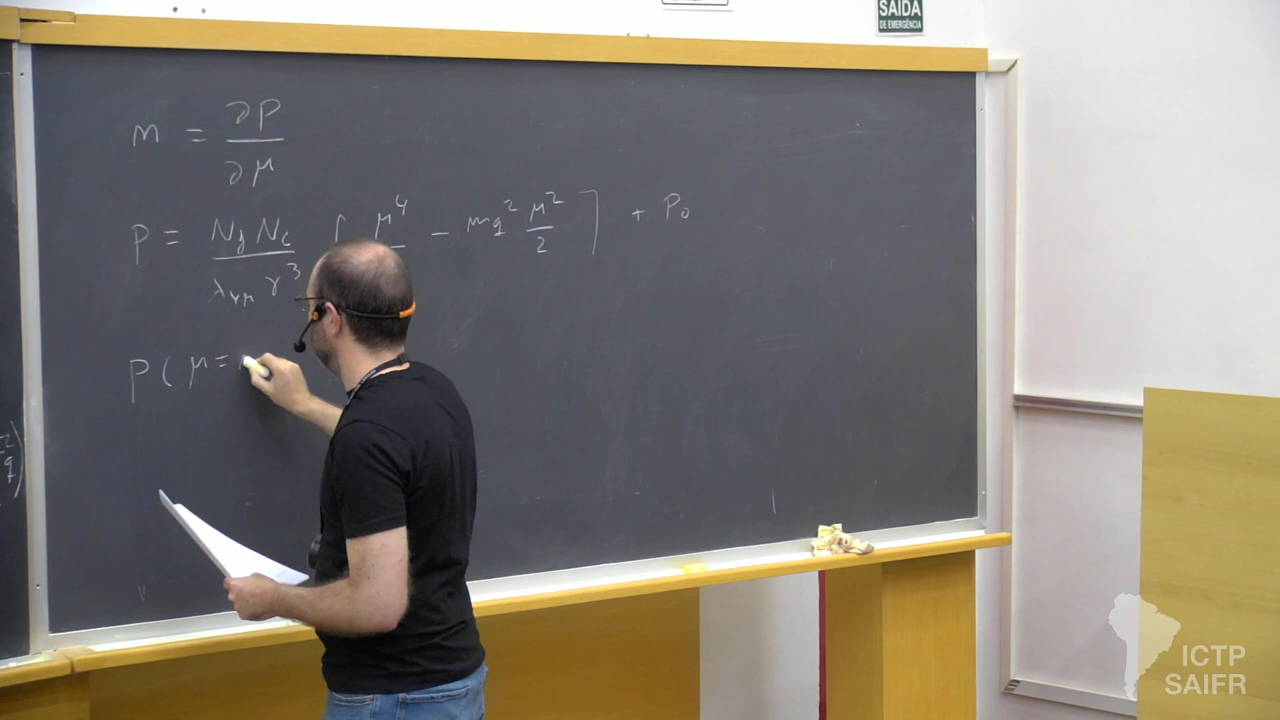 SAÍDA
DE EMERGÊNCIA
n = ∂P / ∂μ
P = N_f N_c / λ_YM γ^3 [ μ^4 − m_q^2 μ^2 / 2 ] + P_0
P ( μ =
ICTP
SAIFR